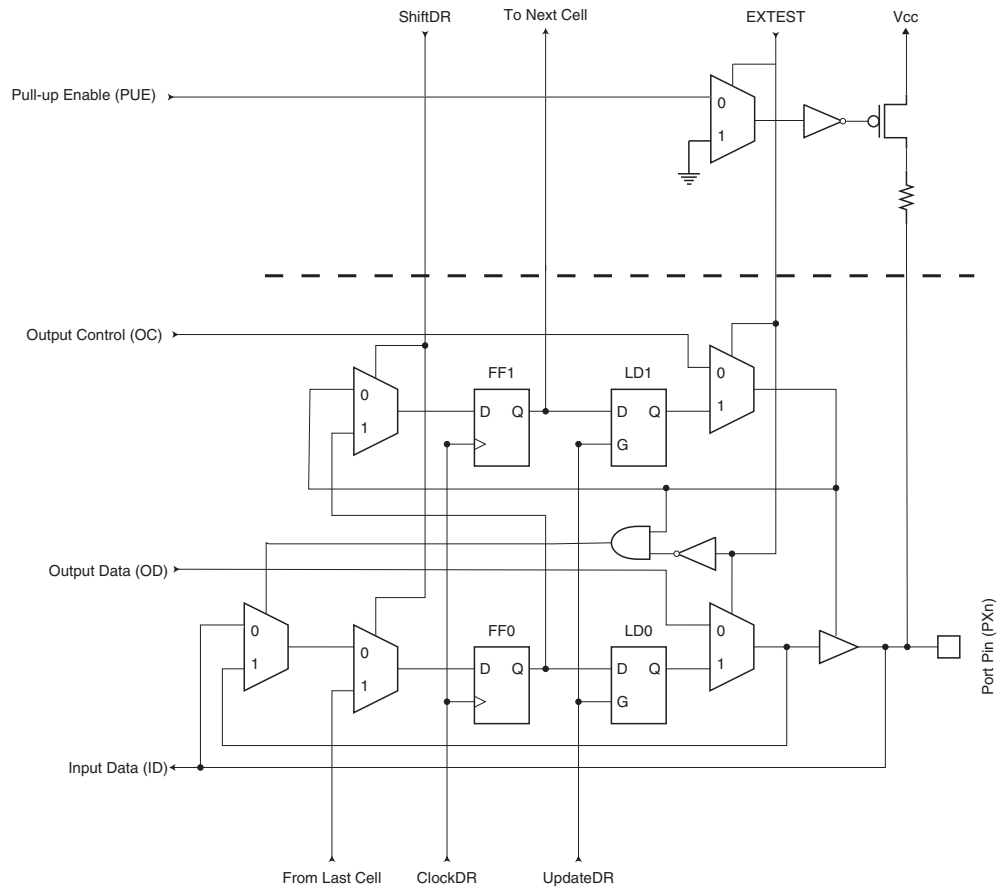 ShiftDR
To Next Cell
EXTEST
Vcc
Pull-up Enable (PUE)
0
1
Output Control (OC)
FF1
LD1
0
1
D Q
D Q
G
0
1
Output Data (OD)
FF0
LD0
0
1
0
1
D Q
D Q
G
0
1
Port Pin (PXn)
Input Data (ID)
From Last Cell
ClockDR
UpdateDR